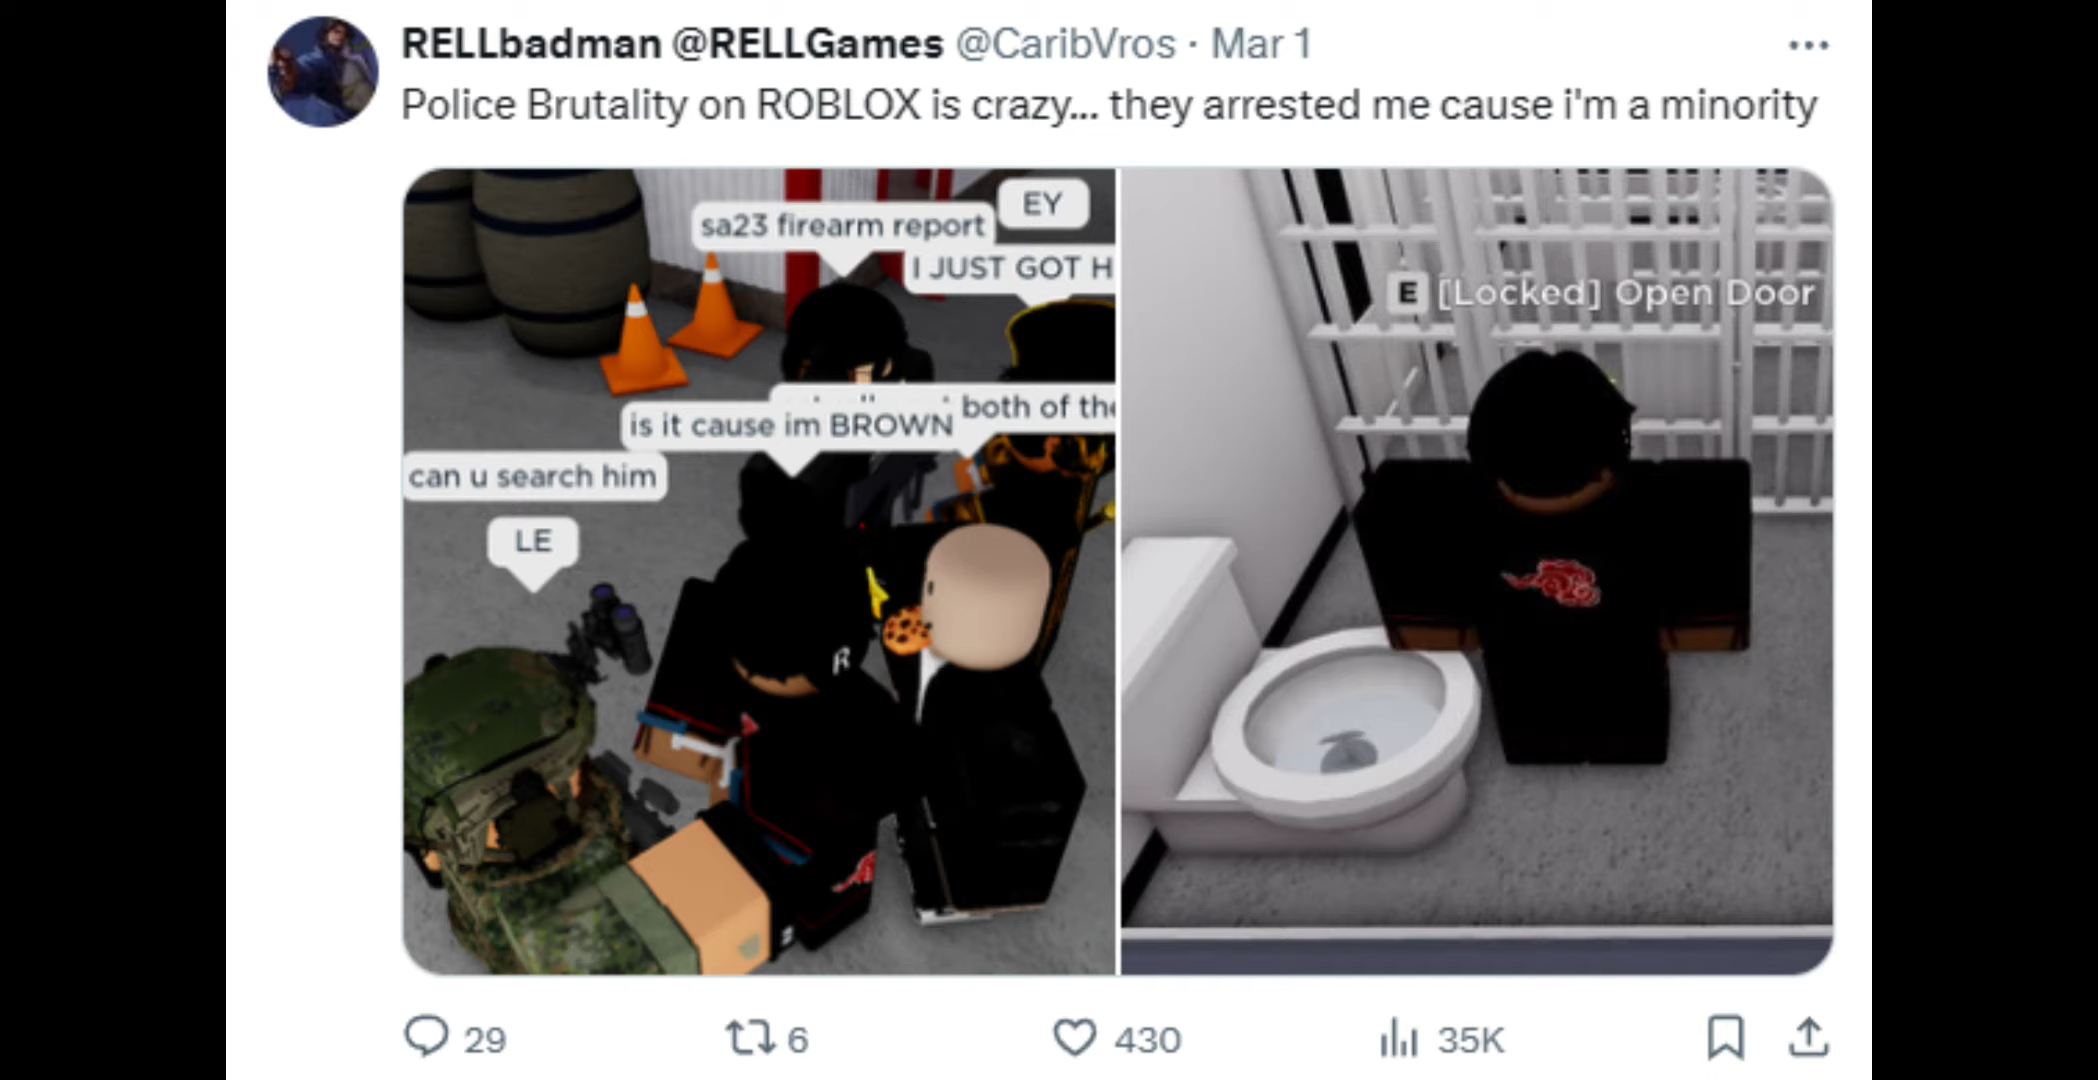 RELLbadman @RELLGames @CaribVros · Mar 1
Police Brutality on ROBLOX is crazy... they arrested me cause i'm a minority
EY
sa23 firearm report
I JUST GOT H
both of the
is it cause im BROWN
can u search him
LE
R
E [Locked] Open Door
29 6 430 35K